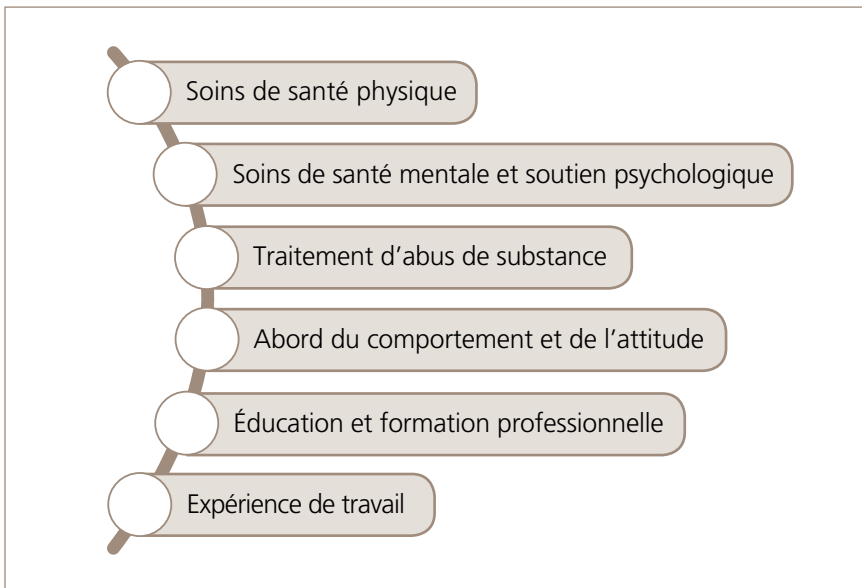 Soins de santé physique
Soins de santé mentale et soutien psychologique
Traitement d’abus de substance
Abord du comportement et de l’attitude
Éducation et formation professionnelle
Expérience de travail